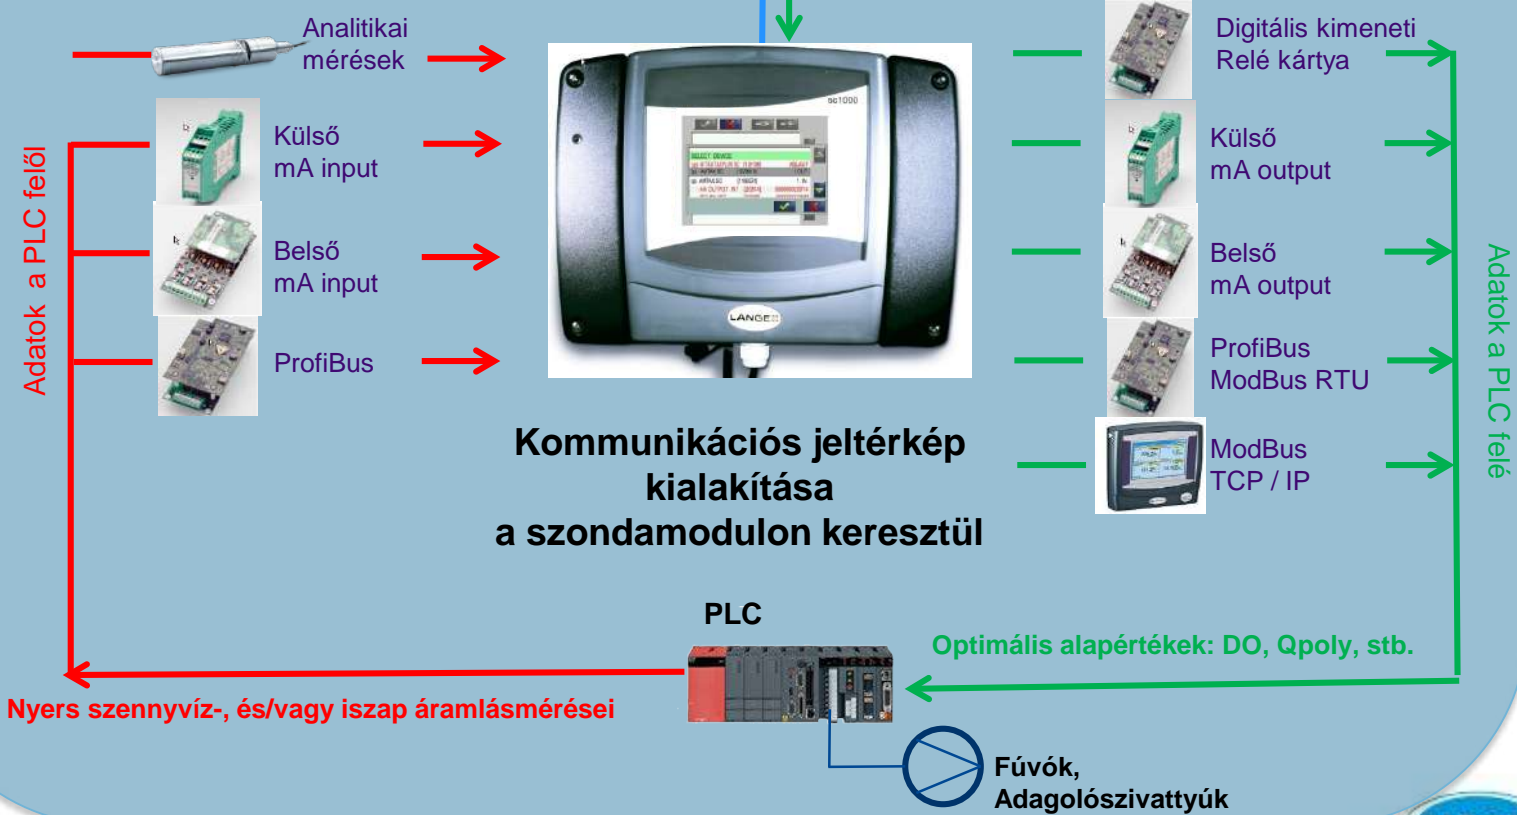 Analitikai
mérések
Külső
mA input
Belső
mA input
ProfiBus
Adatok a PLC felől
sc1000
SELECT DEVICE
LANGE
Digitális kimeneti
Relé kártya
Külső
mA output
Belső
mA output
ProfiBus
ModBus RTU
ModBus
TCP / IP
Adatok a PLC felé
Kommunikációs jeltérkép
kialakítása
a szondamodulon keresztül
PLC
Optimális alapértékek: DO, Qpoly, stb.
Nyers szennyvíz-, és/vagy iszap áramlásmérései
Fúvók,
Adagolószivattyúk